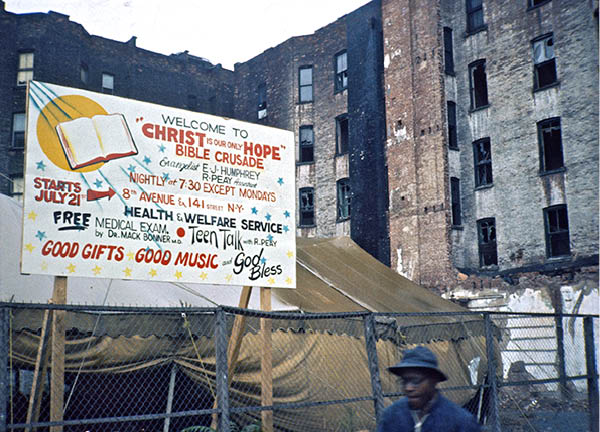 WELCOME TO
"CHRIST IS OUR ONLY HOPE"
BIBLE CRUSADE
Evangelist E·J·HUMPHREY
R·PEAY Assistant
NIGHTLY at 7:30 EXCEPT MONDAYS
STARTS
JULY 21st
8th AVENUE & 141 STREET N·Y·
HEALTH & WELFARE SERVICE
FREE MEDICAL EXAM.
by DR. MACK BONNER M.D.
• Teen Talk with R.PEAY
GOOD GIFTS · GOOD MUSIC and God
Bless